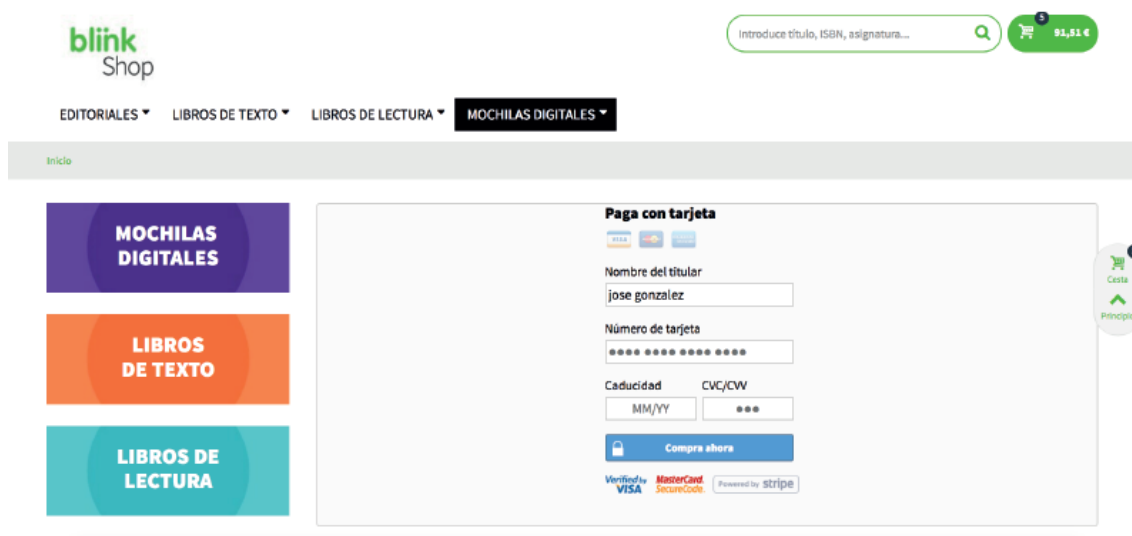 blink
Shop
Introduce título, ISBN, asignatura...
5
91,51 €
EDITORIALES LIBROS DE TEXTO LIBROS DE LECTURA MOCHILAS DIGITALES
Inicio
MOCHILAS
DIGITALES
LIBROS
DE TEXTO
LIBROS DE
LECTURA
Paga con tarjeta
VISA
Nombre del titular
jose gonzalez
Número de tarjeta
Caducidad CVC/CVV
MM/YY
Compra ahora
Verified by
VISA
MasterCard.
SecureCode.
Powered by stripe
Cesta
Principio